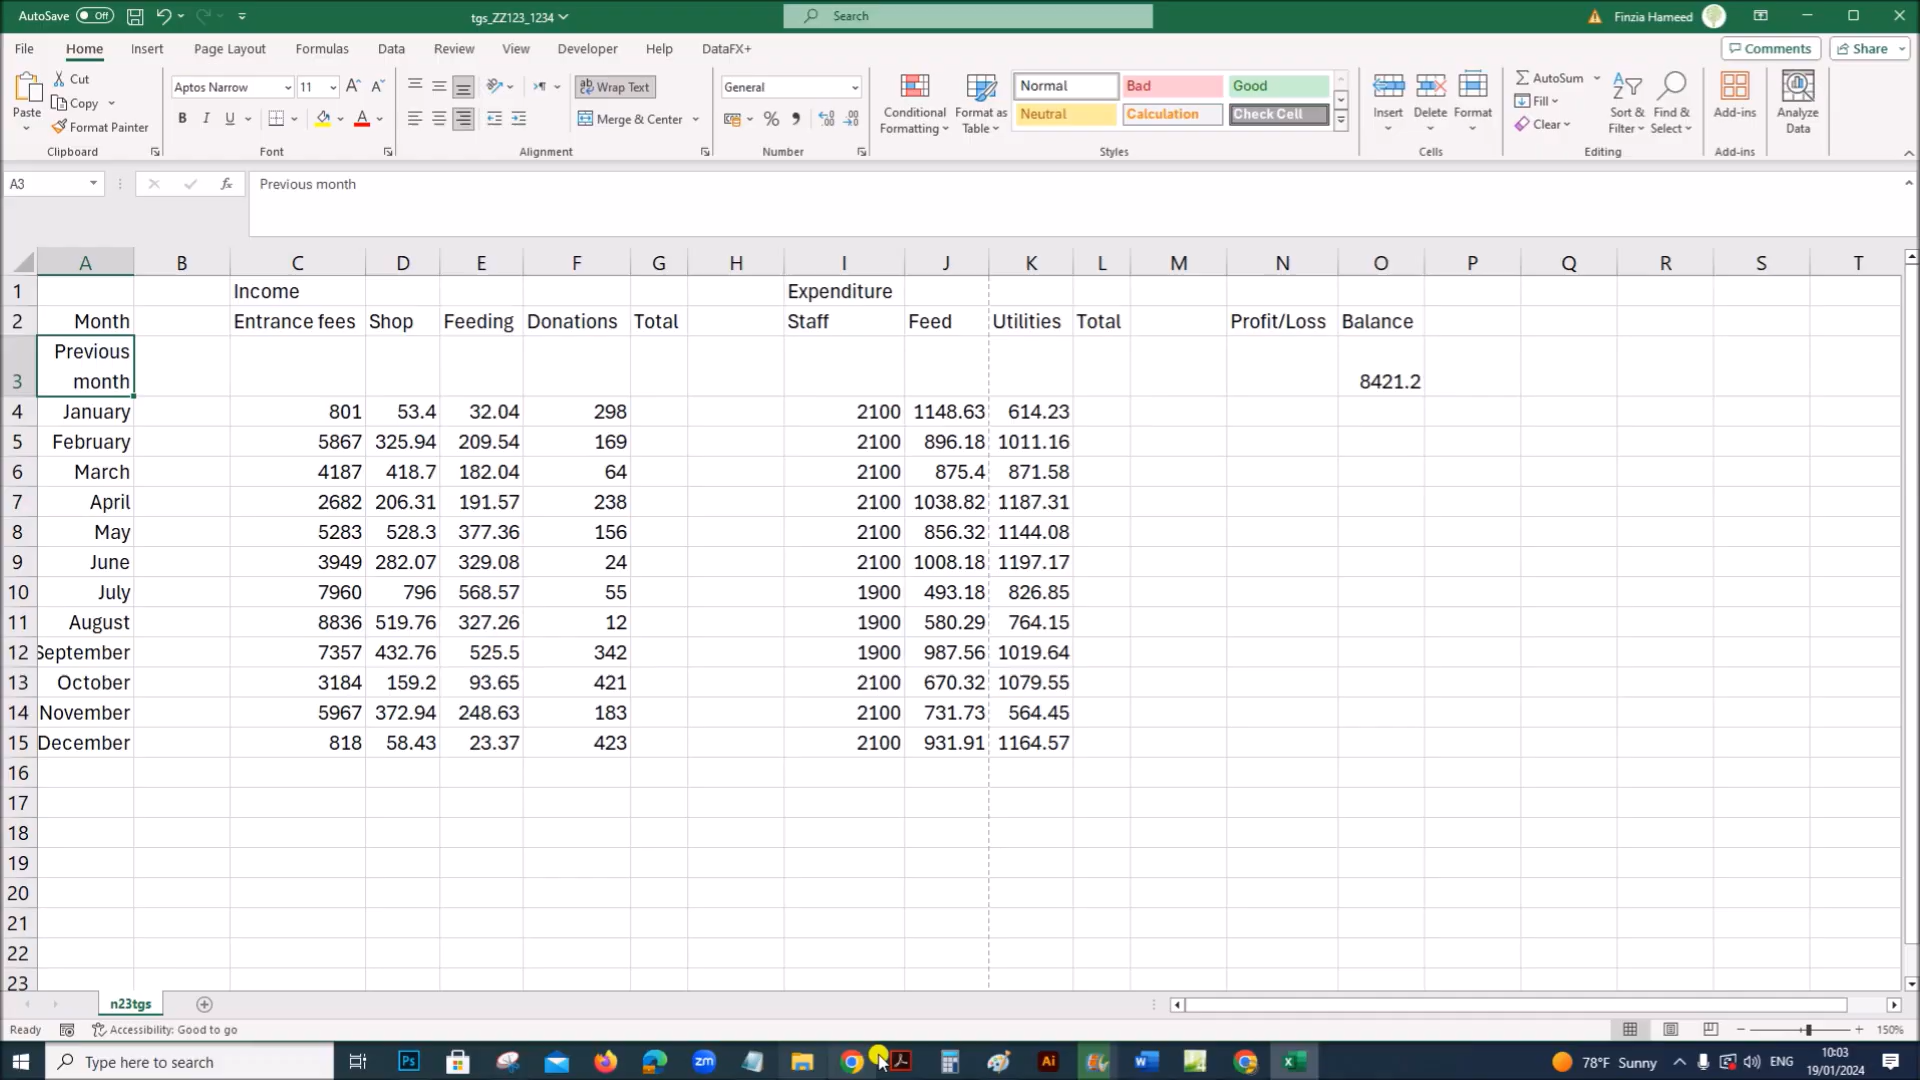 AutoSave Off tgs_ZZ123_1234 Search Finzia Hameed
File Home Insert Page Layout Formulas Data Review View Developer Help DataFX+ Comments Share
Cut
Copy
Format Painter
Paste
Clipboard
Aptos Narrow 11
B I U
Font
Wrap Text
Merge & Center
Alignment
General
Number
Conditional Formatting
Format as Table
Normal Bad Good
Neutral Calculation Check Cell
Styles
Insert Delete Format
Cells
AutoSum
Fill
Clear
Sort & Filter
Find & Select
Editing
Add-ins
Add-ins
Analyze Data
A3 fx Previous month
A B C D E F G H I J K L M N O P Q R S T
1 Income Expenditure
2 Month Entrance fees Shop Feeding Donations Total Staff Feed Utilities Total Profit/Loss Balance
Previous
3 month 8421.2
4 January 801 53.4 32.04 298 2100 1148.63 614.23
5 February 5867 325.94 209.54 169 2100 896.18 1011.16
6 March 4187 418.7 182.04 64 2100 875.4 871.58
7 April 2682 206.31 191.57 238 2100 1038.82 1187.31
8 May 5283 528.3 377.36 156 2100 856.32 1144.08
9 June 3949 282.07 329.08 24 2100 1008.18 1197.17
10 July 7960 796 568.57 55 1900 493.18 826.85
11 August 8836 519.76 327.26 12 1900 580.29 764.15
12 September 7357 432.76 525.5 342 1900 987.56 1019.64
13 October 3184 159.2 93.65 421 2100 670.32 1079.55
14 November 5967 372.94 248.63 183 2100 731.73 564.45
15 December 818 58.43 23.37 423 2100 931.91 1164.57
16
17
18
19
20
21
22
23
n23tgs
Ready Accessibility: Good to go 150%
Type here to search Ps zm Ai 78°F Sunny ENG 10:03
19/01/2024